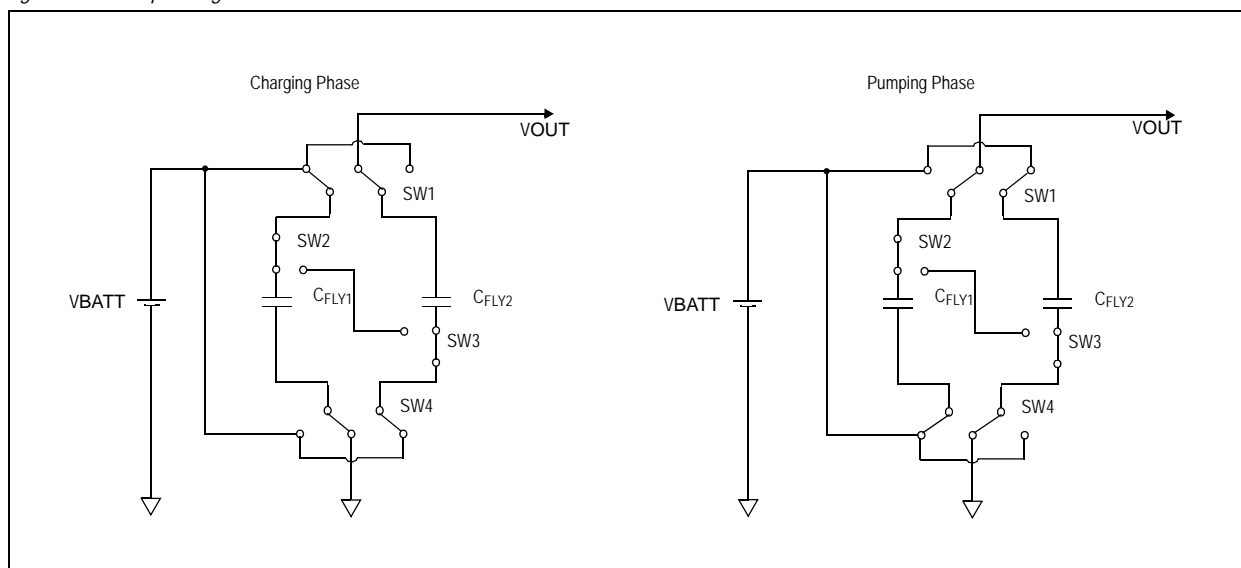 Charging Phase
VOUT
SW1
SW2
VBATT
CFLY1
CFLY2
SW3
SW4
Pumping Phase
VOUT
SW1
SW2
VBATT
CFLY1
CFLY2
SW3
SW4